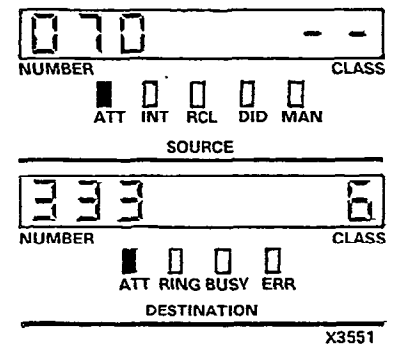 070 --
NUMBER CLASS
ATT INT RCL DID MAN
SOURCE
333 6
NUMBER CLASS
ATT RING BUSY ERR
DESTINATION
X3551